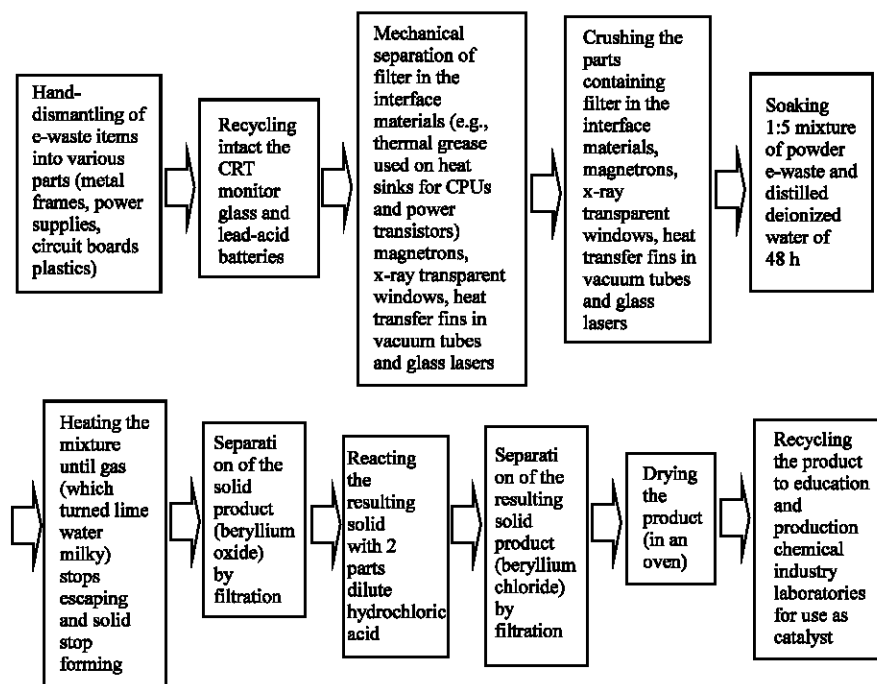 Hand-
dismantling of
e-waste items
into various
parts (metal
frames, power
supplies,
circuit boards
plastics)
Recycling
intact the
CRT
monitor
glass and
lead-acid
batteries
Mechanical
separation of
filter in the
interface
materials (e.g.,
thermal grease
used on heat
sinks for CPUs
and power
transistors)
magnetrons,
x-ray transparent
windows, heat
transfer fins in
vacuum tubes
and glass lasers
Crushing the
parts
containing
filter in the
interface
materials,
magnetrons,
x-ray
transparent
windows, heat
transfer fins in
vacuum tubes
and glass
lasers
Soaking
1:5 mixture
of powder
e-waste and
distilled
deionized
water of
48 h
Heating the
mixture
until gas
(which
turned lime
water
milky)
stops
escaping
and solid
stop
forming
Separati
on of the
solid
product
(beryllium
oxide)
by
filtration
Reacting
the
resulting
solid
with 2
parts
dilute
hydrochloric
acid
Separati
on of the
resulting
solid
product
(beryllium
chloride)
by
filtration
Drying
the
product
(in an
oven)
Recycling
the product
to education
and
production
chemical
industry
laboratories
for use as
catalyst